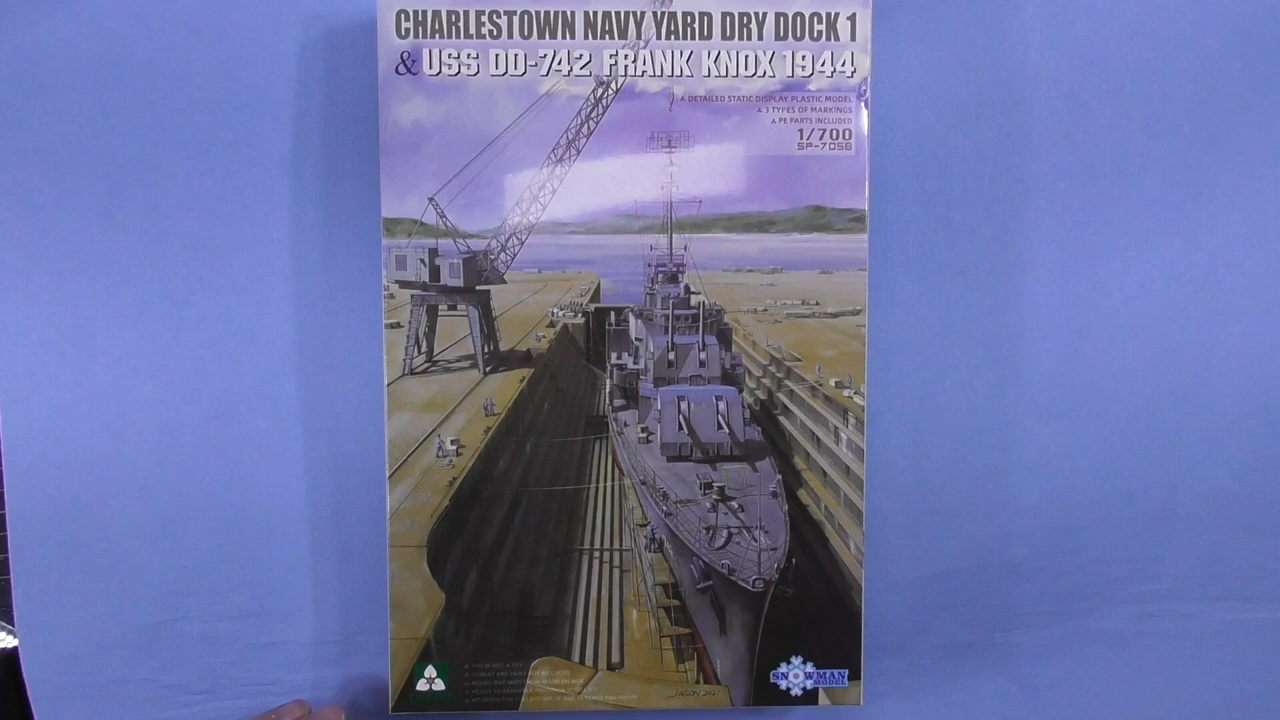 CHARLESTOWN NAVY YARD DRY DOCK 1
& USS DD-742 FRANK KNOX 1944
DETAILED STATIC DISPLAY PLASTIC MODEL
3 TYPES OF MARKINGS
PE PARTS INCLUDED
1/700
SP-7058
THIS IS NOT A TOY
JASON 2021
SNOWMAN
MODEL